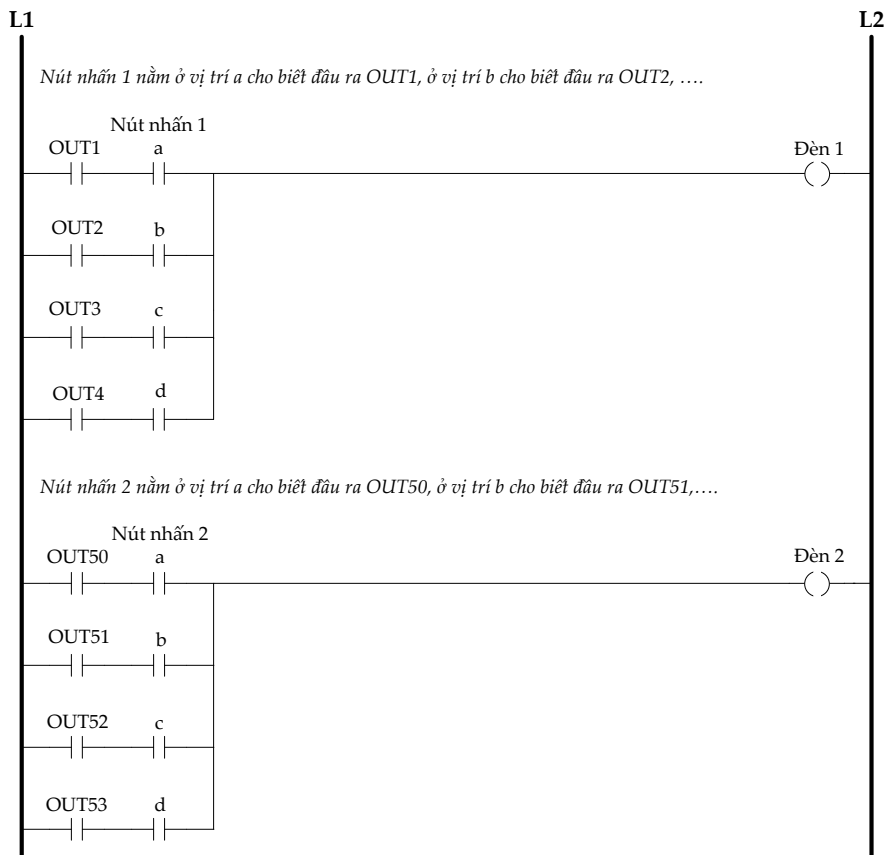 L1 L2
Nút nhấn 1 nằm ở vị trí a cho biết đầu ra OUT1, ở vị trí b cho biết đầu ra OUT2, ….
Nút nhấn 1
OUT1 a Đèn 1
OUT2 b
OUT3 c
OUT4 d
Nút nhấn 2 nằm ở vị trí a cho biết đầu ra OUT50, ở vị trí b cho biết đầu ra OUT51,….
Nút nhấn 2
OUT50 a Đèn 2
OUT51 b
OUT52 c
OUT53 d